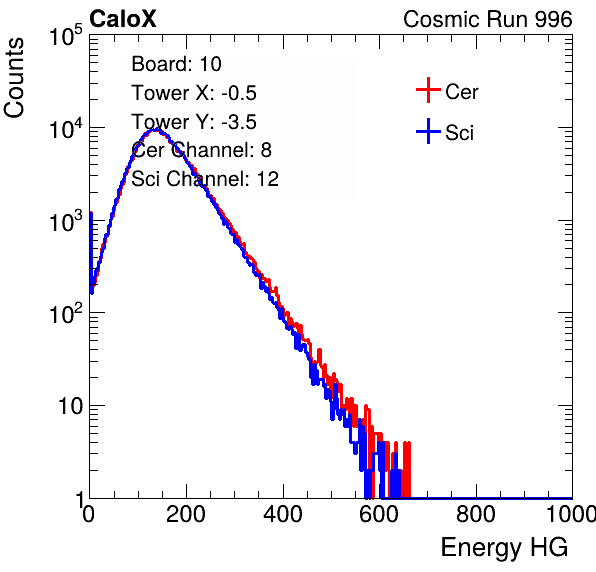 CaloX
Cosmic Run 996
Counts
10^5
10^4
10^3
10^2
10
1
Board: 10
Tower X: -0.5
Tower Y: -3.5
Cer Channel: 8
Sci Channel: 12
Cer
Sci
0 200 400 600 800 1000
Energy HG